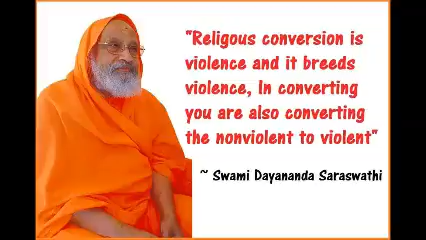 "Religous conversion is
violence and it breeds
violence, In converting
you are also converting
the nonviolent to violent"
~ Swami Dayananda Saraswathi